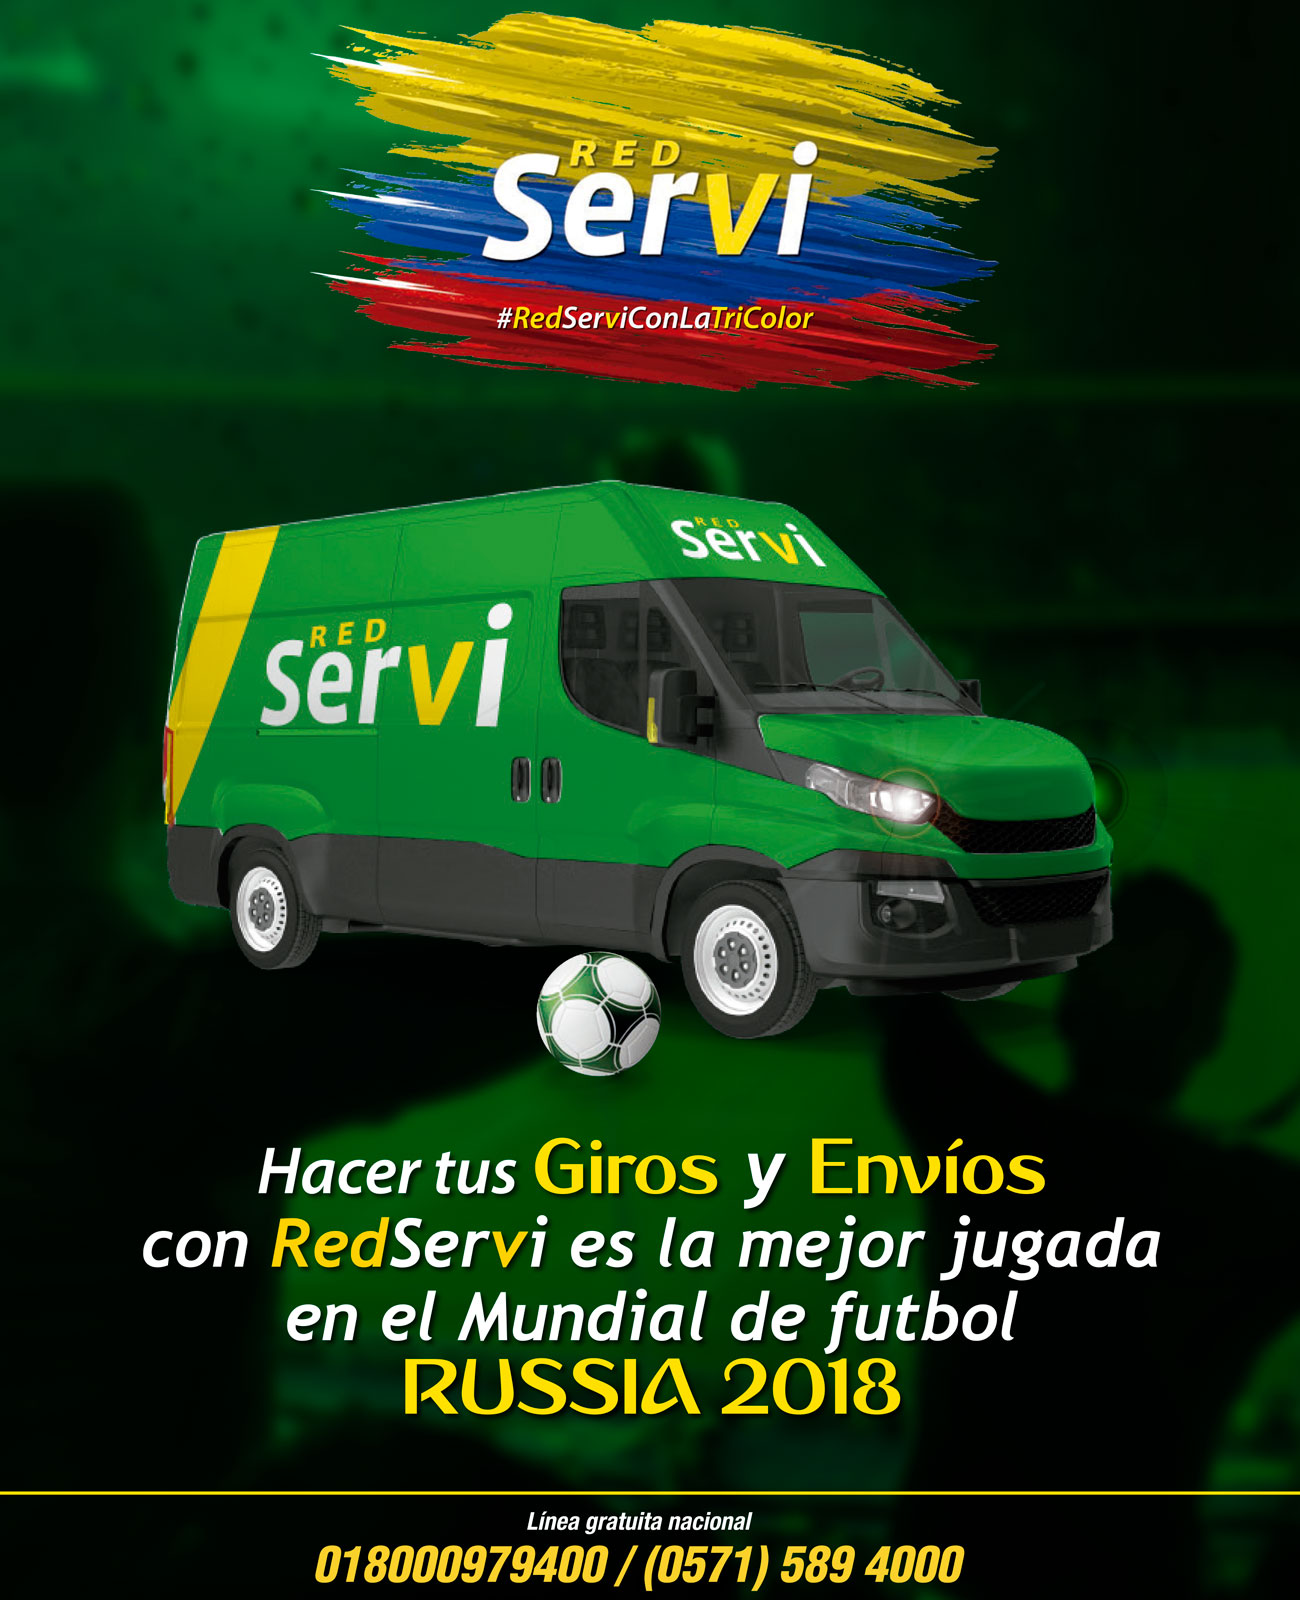 RED
Servi
#RedServiConLaTriColor
RED
Servi
RED
Servi
Hacer tus Giros y Envíos
con RedServi es la mejor jugada
en el Mundial de futbol
RUSSIA 2018
Línea gratuita nacional
018000979400 / (0571) 589 4000